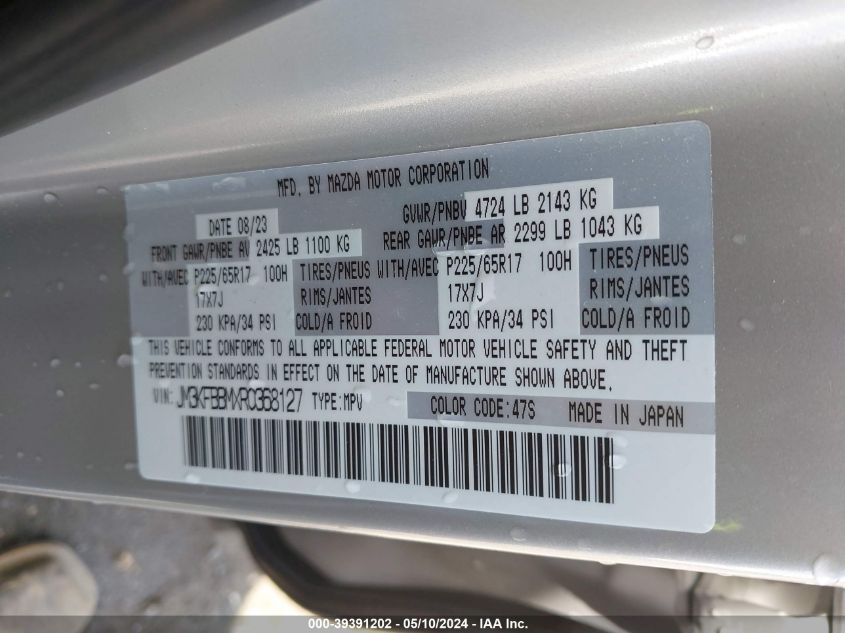 MFD. BY MAZDA MOTOR CORPORATION
DATE 08/23 GVWR/PNBV 4724 LB 2143 KG
FRONT GAWR/PNBE AV 2425 LB 1100 KG REAR GAWR/PNBE AR 2299 LB 1043 KG
WITH/AVEC P225/65R17 100H TIRES/PNEUS WITH/AVEC P225/65R17 100H TIRES/PNEUS
17X7J RIMS/JANTES 17X7J RIMS/JANTES
230 KPA/34 PSI COLD/A FROID 230 KPA/34 PSI COLD/A FROID
THIS VEHICLE CONFORMS TO ALL APPLICABLE FEDERAL MOTOR VEHICLE SAFETY AND THEFT
PREVENTION STANDARDS IN EFFECT ON THE DATE OF MANUFACTURE SHOWN ABOVE.
VIN: JM3KFBBMXR0368127 TYPE:MPV COLOR CODE:47S MADE IN JAPAN
000-39391202 - 05/10/2024 - IAA Inc.